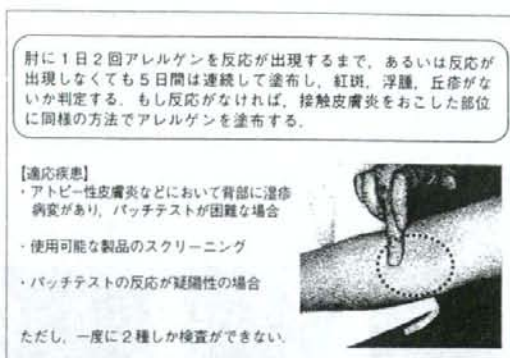 肘に1日2回アレルゲンを反応が出現するまで，あるいは反応が
出現しなくても5日間は連続して塗布し，紅斑，浮腫，丘疹がな
いか判定する．もし反応がなければ，接触皮膚炎をおこした部位
に同様の方法でアレルゲンを塗布する．
【適応疾患】
・アトピー性皮膚炎などにおいて背部に湿疹
病変があり，パッチテストが困難な場合
・使用可能な製品のスクリーニング
・パッチテストの反応が疑陽性の場合
ただし，一度に2種しか検査ができない．